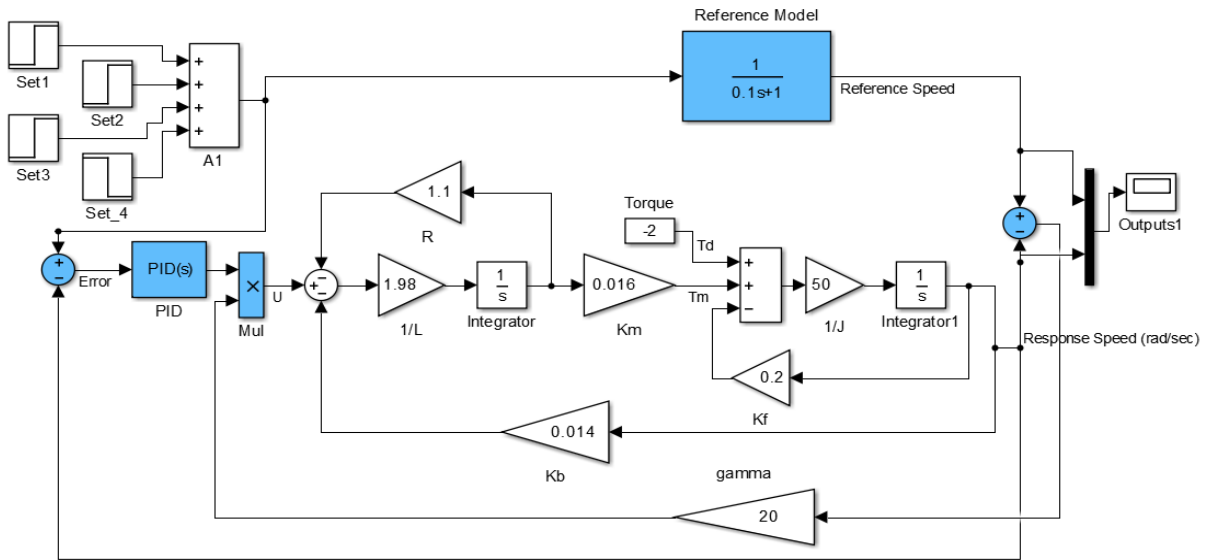 Reference Model
1
0.1s+1
Reference Speed
Set1
+
+
+
+
Set2
Set3
Set_4
A1
1.1
R
Torque
-2
Td
+
−
Outputs1
+
−
Error
PID(s)
PID
×
Mul
U
+
−
−
1.98
1/L
1
s
Integrator
0.016
Km
Tm
+
+
−
50
1/J
1
s
Integrator1
Response Speed (rad/sec)
0.2
Kf
0.014
Kb
gamma
20